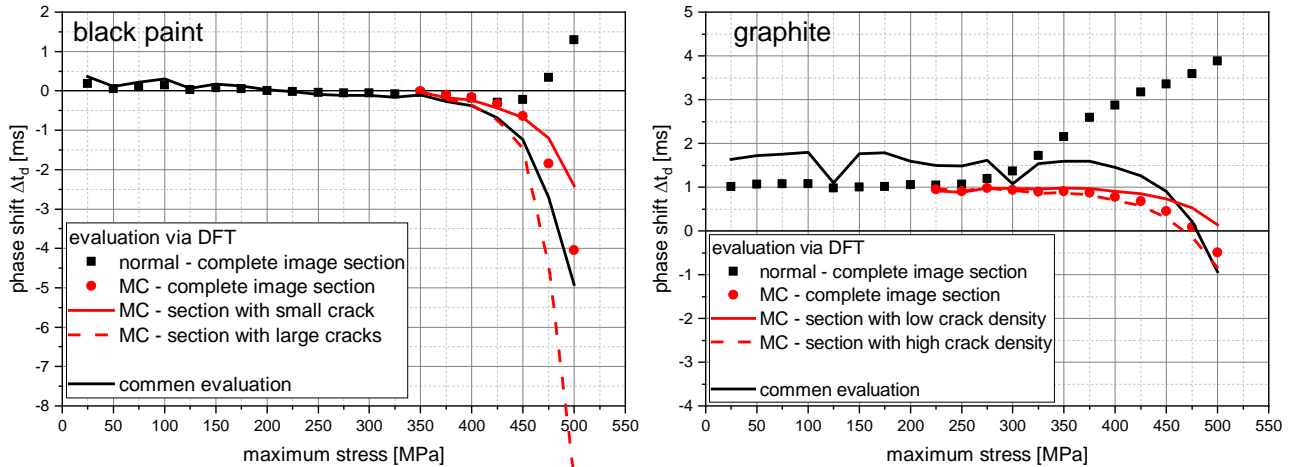 black paint
2
1
0
-1
-2
-3
-4
-5
-6
-7
-8
phase shift Δt_d [ms]
evaluation via DFT
normal - complete image section
MC - complete image section
MC - section with small crack
MC - section with large cracks
commen evaluation
0 50 100 150 200 250 300 350 400 450 500 550
maximum stress [MPa]
graphite
5
4
3
2
1
0
-1
-2
-3
-4
phase shift Δt_d [ms]
evaluation via DFT
normal - complete image section
MC - complete image section
MC - section with low crack density
MC - section with high crack density
commen evaluation
0 50 100 150 200 250 300 350 400 450 500 550
maximum stress [MPa]